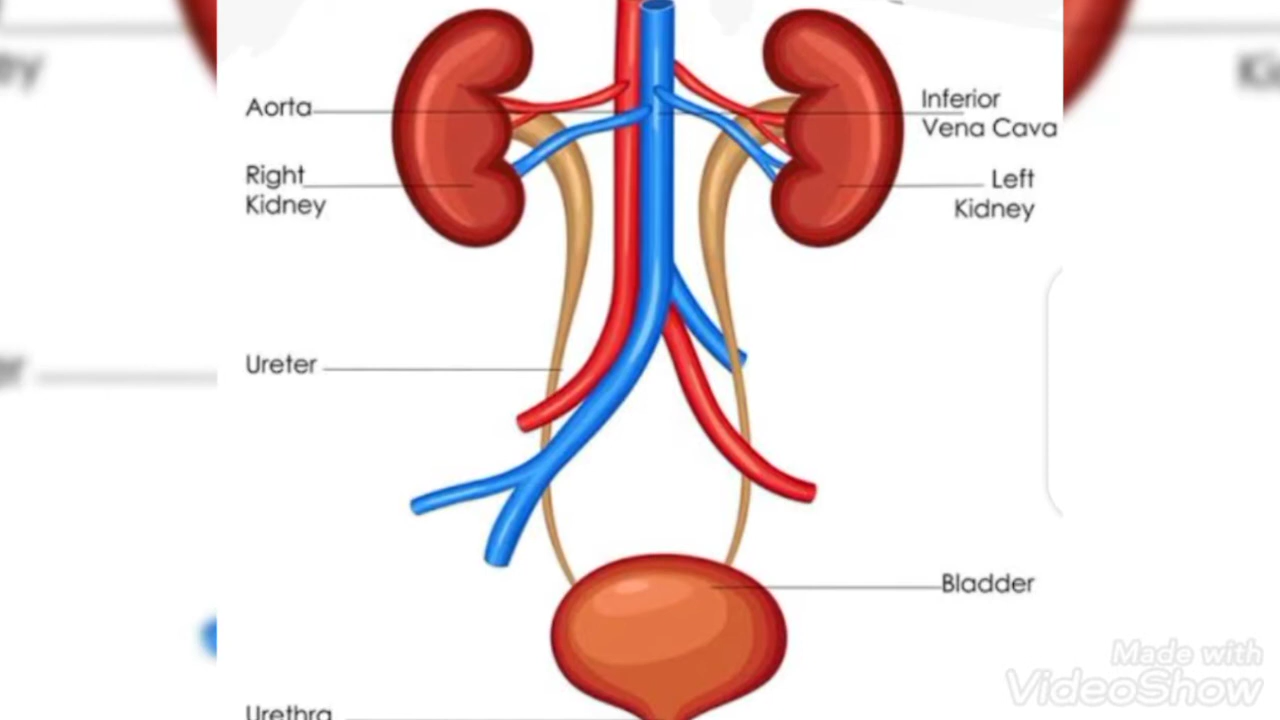 Aorta
Inferior
Vena Cava
Right
Kidney
Left
Kidney
Ureter
Bladder
Urethra
Made with
VideoShow